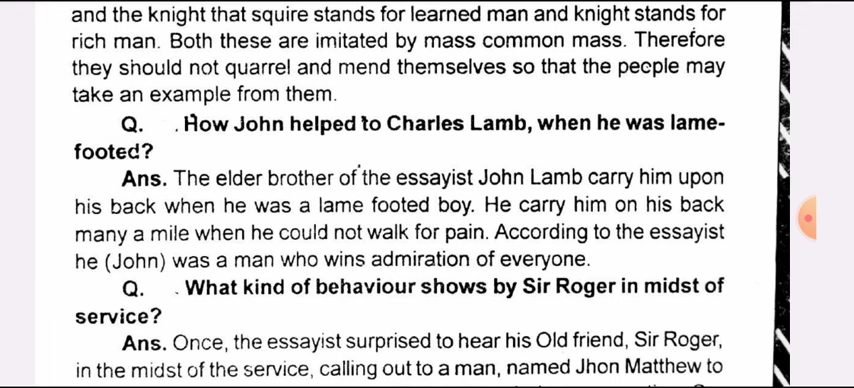 and the knight that squire stands for learned man and knight stands for
rich man. Both these are imitated by mass common mass. Therefore
they should not quarrel and mend themselves so that the people may
take an example from them.
Q. . How John helped to Charles Lamb, when he was lame-
footed?
Ans. The elder brother of the essayist John Lamb carry him upon
his back when he was a lame footed boy. He carry him on his back
many a mile when he could not walk for pain. According to the essayist
he (John) was a man who wins admiration of everyone.
Q. . What kind of behaviour shows by Sir Roger in midst of
service?
Ans. Once, the essayist surprised to hear his Old friend, Sir Roger,
in the midst of the service, calling out to a man, named Jhon Matthew to